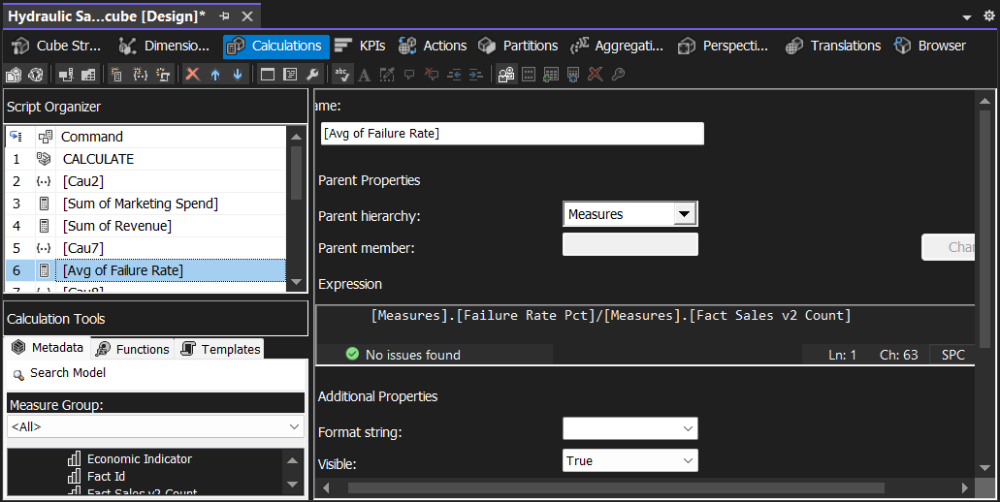 Hydraulic Sa...cube [Design]*
Cube Str...
Dimensio...
Calculations
KPIs
Actions
Partitions
Aggregati...
Perspecti...
Translations
Browser
Script Organizer
Command
1 CALCULATE
2 [Cau2]
3 [Sum of Marketing Spend]
4 [Sum of Revenue]
5 [Cau7]
6 [Avg of Failure Rate]
7 [Cau8]
Calculation Tools
Metadata
Functions
Templates
Search Model
Measure Group:
<All>
Economic Indicator
Fact Id
Fact Sales v2 Count
ame:
[Avg of Failure Rate]
Parent Properties
Parent hierarchy:
Measures
Parent member:
Chan
Expression
[Measures].[Failure Rate Pct]/[Measures].[Fact Sales v2 Count]
No issues found
Ln: 1
Ch: 63
SPC
Additional Properties
Format string:
Visible:
True